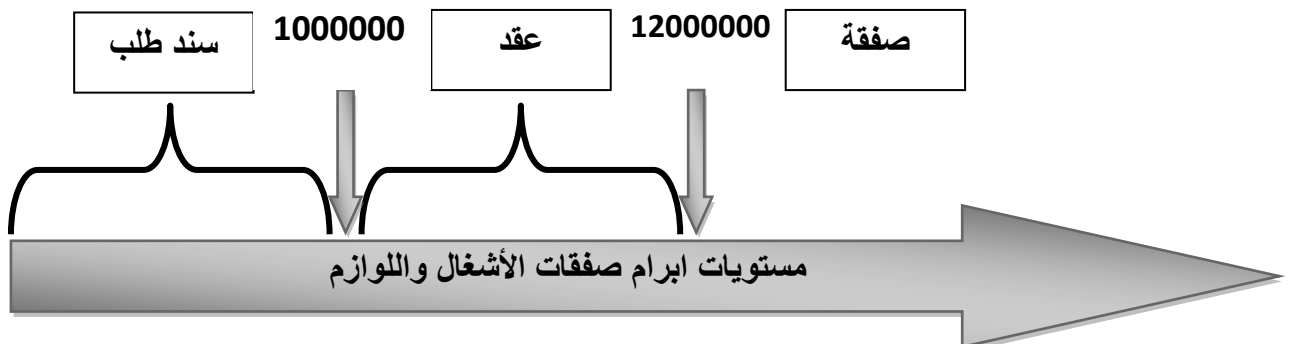 صفقة
12000000
عقد
1000000
سند طلب
مستويات ابرام صفقات الأشغال واللوازم